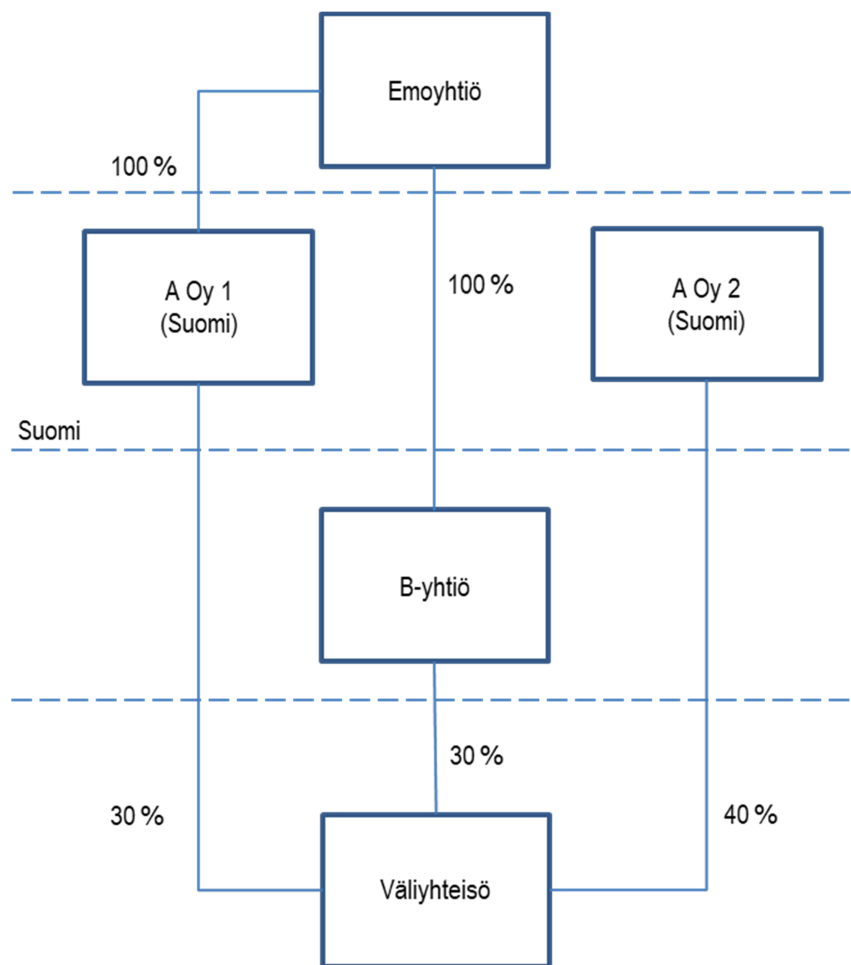 Emoyhtiö
100 %
A Oy 1
(Suomi)
100 %
A Oy 2
(Suomi)
Suomi
B-yhtiö
30 %
30 %
40 %
Väliyhteisö